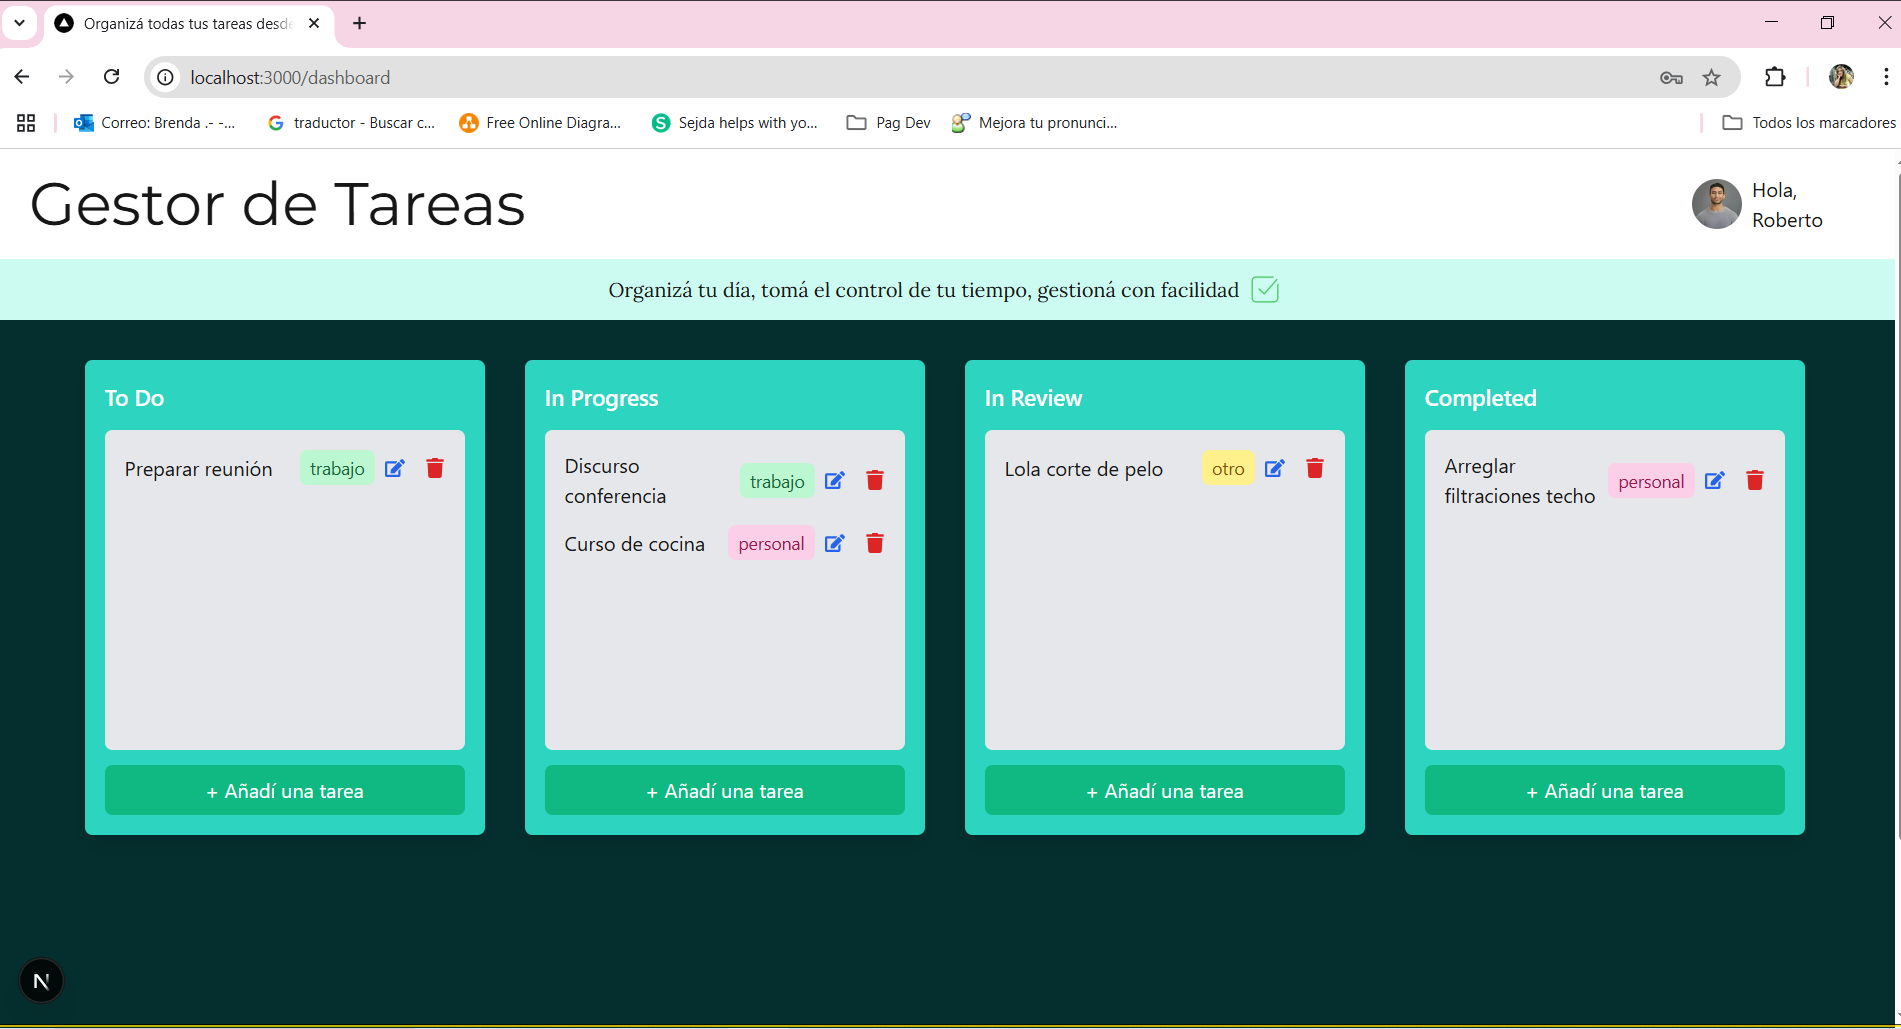 Organizá todas tus tareas desde
localhost:3000/dashboard
Correo: Brenda .- -...
traductor - Buscar c...
Free Online Diagra...
Sejda helps with yo...
Pag Dev
Mejora tu pronunci...
Todos los marcadores
Gestor de Tareas
Hola,
Roberto
Organizá tu día, tomá el control de tu tiempo, gestioná con facilidad
To Do
Preparar reunión trabajo
+ Añadí una tarea
In Progress
Discurso
conferencia
trabajo
Curso de cocina personal
+ Añadí una tarea
In Review
Lola corte de pelo otro
+ Añadí una tarea
Completed
Arreglar
filtraciones techo
personal
+ Añadí una tarea
N